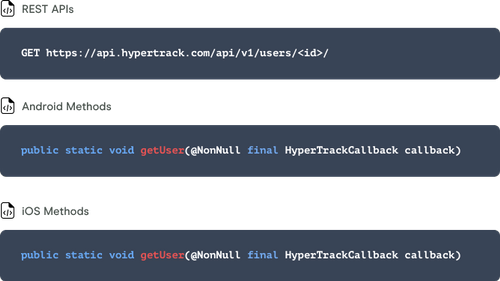 REST APIs
GET https://api.hypertrack.com/api/v1/users/<id>/
Android Methods
public static void getUser(@NonNull final HyperTrackCallback callback)
iOS Methods
public static void getUser(@NonNull final HyperTrackCallback callback)